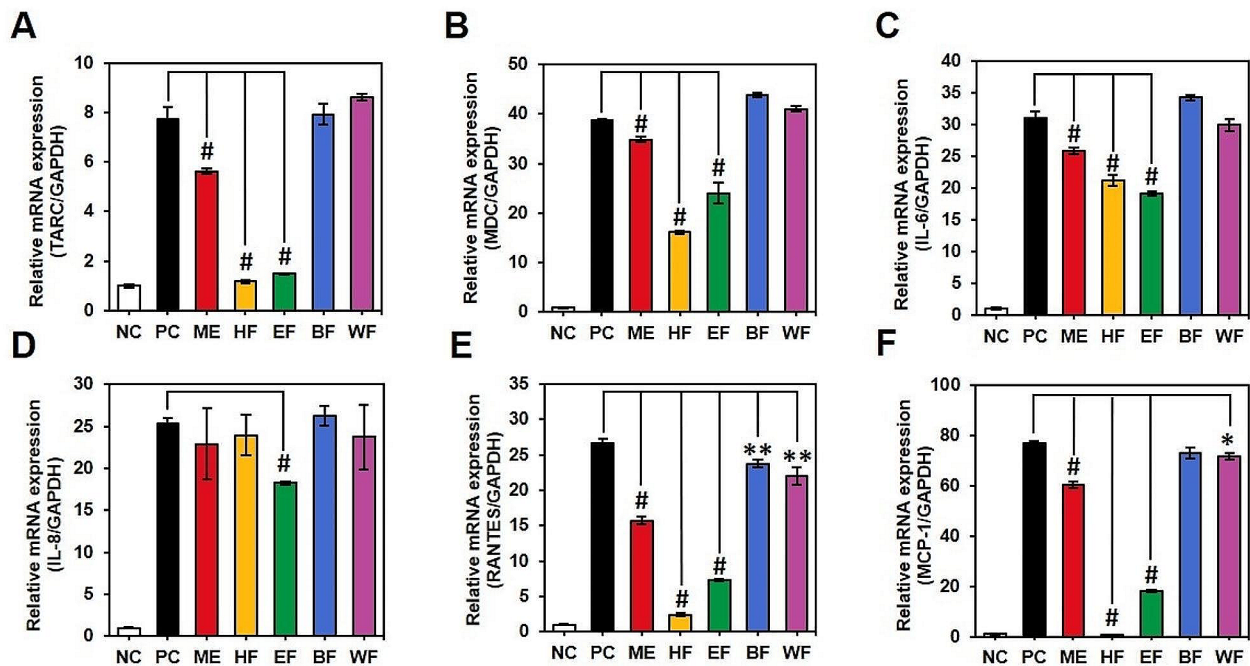 A
Relative mRNA expression
(TARC/GAPDH)
10
8
6
4
2
0
#
#
#
NC PC ME HF EF BF WF
B
Relative mRNA expression
(MDC/GAPDH)
50
40
30
20
10
0
#
#
#
NC PC ME HF EF BF WF
C
Relative mRNA expression
(IL-6/GAPDH)
40
35
30
25
20
15
10
5
0
#
#
#
NC PC ME HF EF BF WF
D
Relative mRNA expression
(IL-8/GAPDH)
30
25
20
15
10
5
0
#
NC PC ME HF EF BF WF
E
Relative mRNA expression
(RANTES/GAPDH)
35
30
25
20
15
10
5
0
#
#
#
**
**
NC PC ME HF EF BF WF
F
Relative mRNA expression
(MCP-1/GAPDH)
100
80
60
40
20
0
#
#
#
*
NC PC ME HF EF BF WF